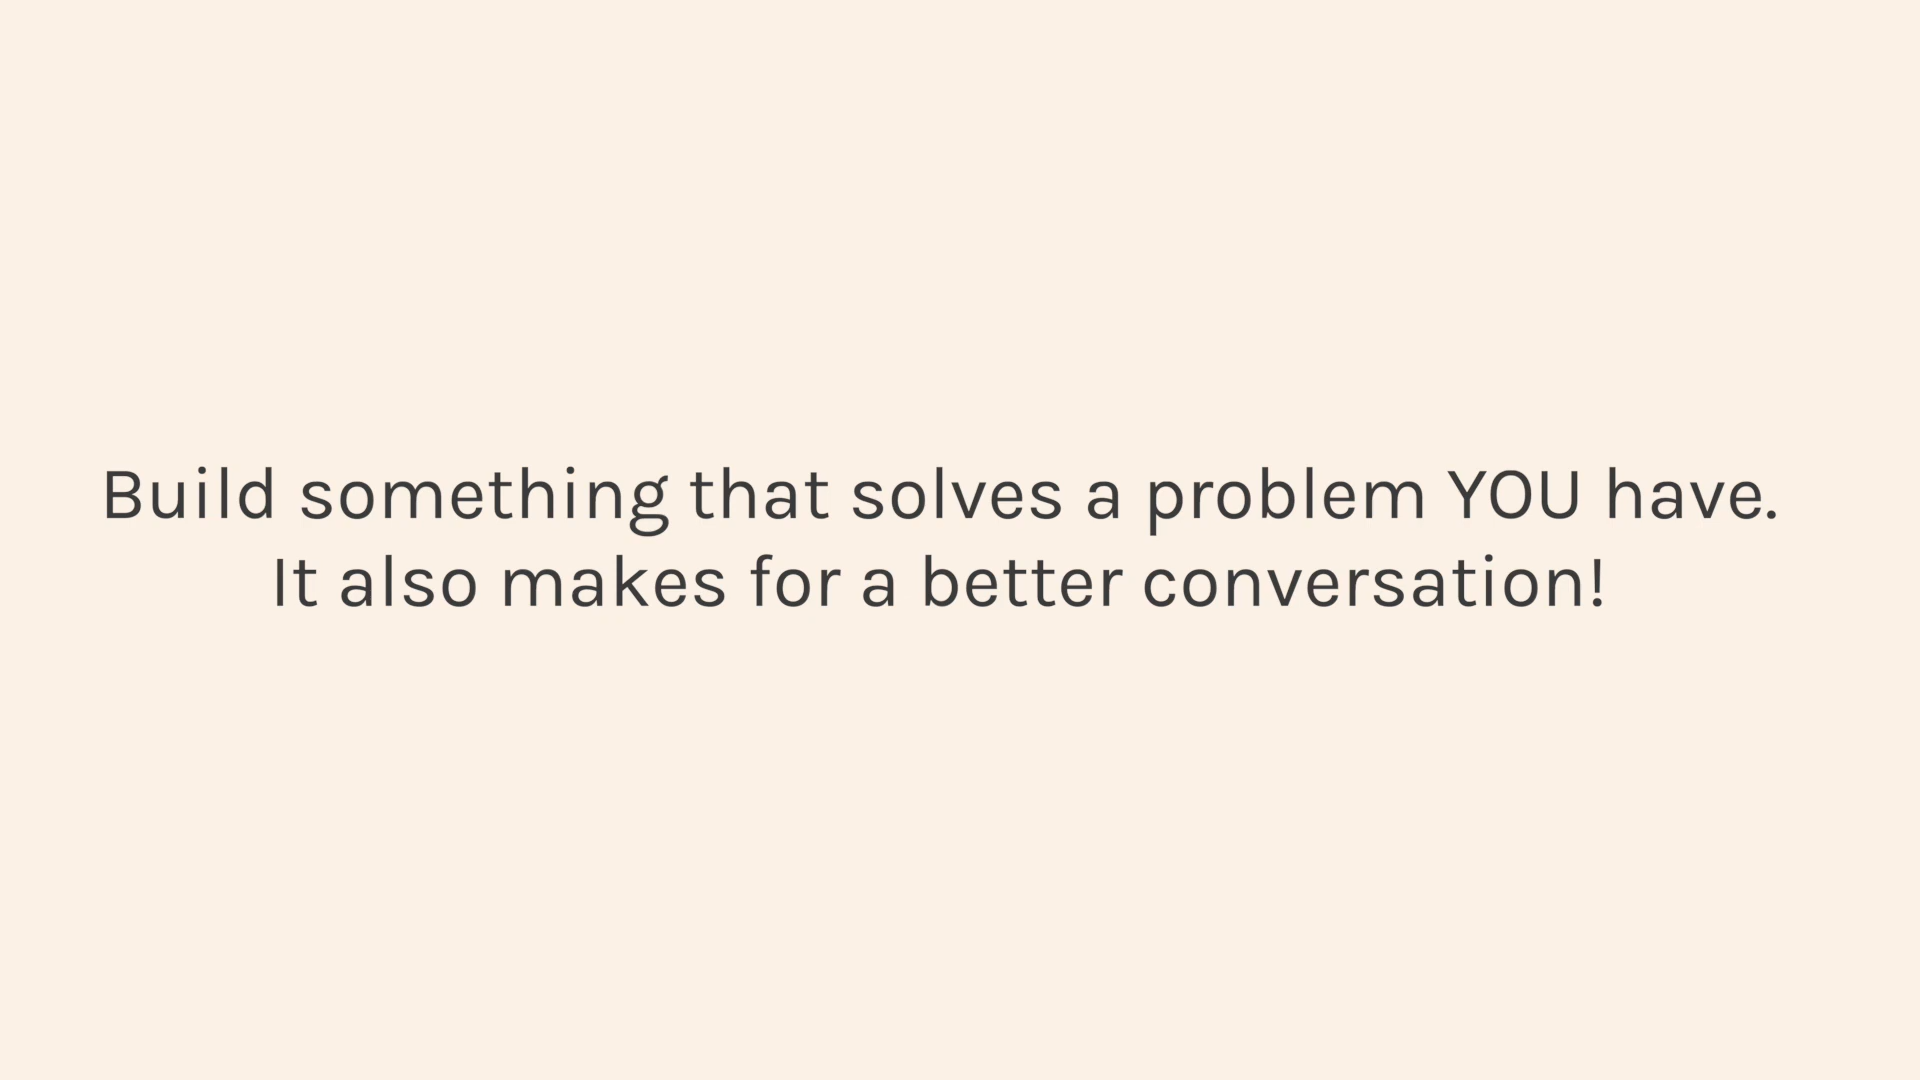 Build something that solves a problem YOU have.
It also makes for a better conversation!